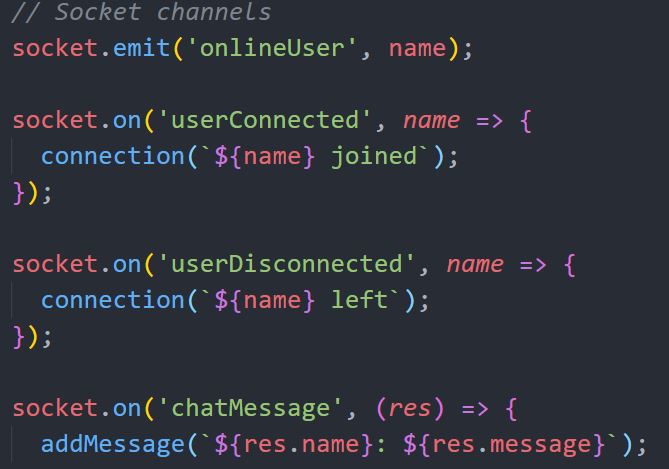 // Socket channels
socket.emit('onlineUser', name);
socket.on('userConnected', name => {
connection(`${name} joined`);
});
socket.on('userDisconnected', name => {
connection(`${name} left`);
});
socket.on('chatMessage', (res) => {
addMessage(`${res.name}: ${res.message}`);